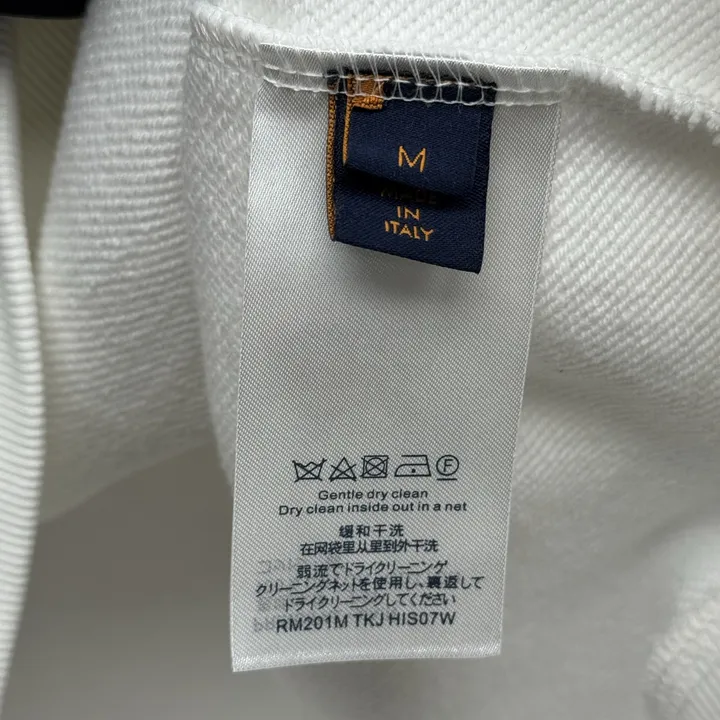 M
MADE
IN
ITALY
Gentle dry clean
Dry clean inside out in a net
缓和干洗
在网袋里从里到外干洗
弱流でドライクリーニング
クリーニングネットを使用し、裏返して
ドライクリーニングしてください
RM201M TKJ HIS07W